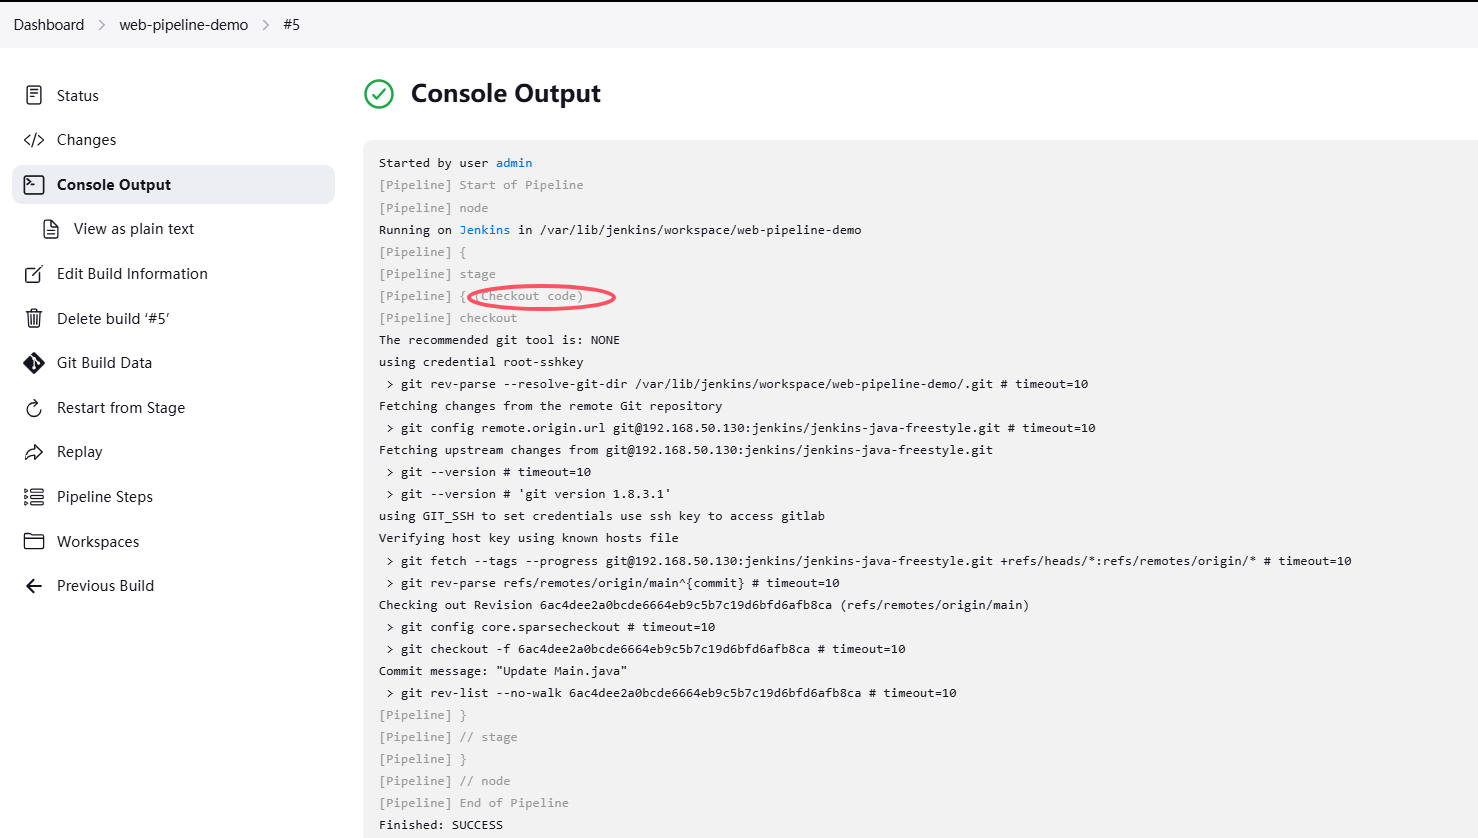 Dashboard > web-pipeline-demo > #5
Status
Changes
Console Output
View as plain text
Edit Build Information
Delete build ‘#5’
Git Build Data
Restart from Stage
Replay
Pipeline Steps
Workspaces
Previous Build
Console Output
Started by user admin
[Pipeline] Start of Pipeline
[Pipeline] node
Running on Jenkins in /var/lib/jenkins/workspace/web-pipeline-demo
[Pipeline] {
[Pipeline] stage
[Pipeline] { (Checkout code)
[Pipeline] checkout
The recommended git tool is: NONE
using credential root-sshkey
 > git rev-parse --resolve-git-dir /var/lib/jenkins/workspace/web-pipeline-demo/.git # timeout=10
Fetching changes from the remote Git repository
 > git config remote.origin.url git@192.168.50.130:jenkins/jenkins-java-freestyle.git # timeout=10
Fetching upstream changes from git@192.168.50.130:jenkins/jenkins-java-freestyle.git
 > git --version # timeout=10
 > git --version # 'git version 1.8.3.1'
using GIT_SSH to set credentials use ssh key to access gitlab
Verifying host key using known hosts file
 > git fetch --tags --progress git@192.168.50.130:jenkins/jenkins-java-freestyle.git +refs/heads/*:refs/remotes/origin/* # timeout=10
 > git rev-parse refs/remotes/origin/main^{commit} # timeout=10
Checking out Revision 6ac4dee2a0bcde6664eb9c5b7c19d6bfd6afb8ca (refs/remotes/origin/main)
 > git config core.sparsecheckout # timeout=10
 > git checkout -f 6ac4dee2a0bcde6664eb9c5b7c19d6bfd6afb8ca # timeout=10
Commit message: "Update Main.java"
 > git rev-list --no-walk 6ac4dee2a0bcde6664eb9c5b7c19d6bfd6afb8ca # timeout=10
[Pipeline] }
[Pipeline] // stage
[Pipeline] }
[Pipeline] // node
[Pipeline] End of Pipeline
Finished: SUCCESS